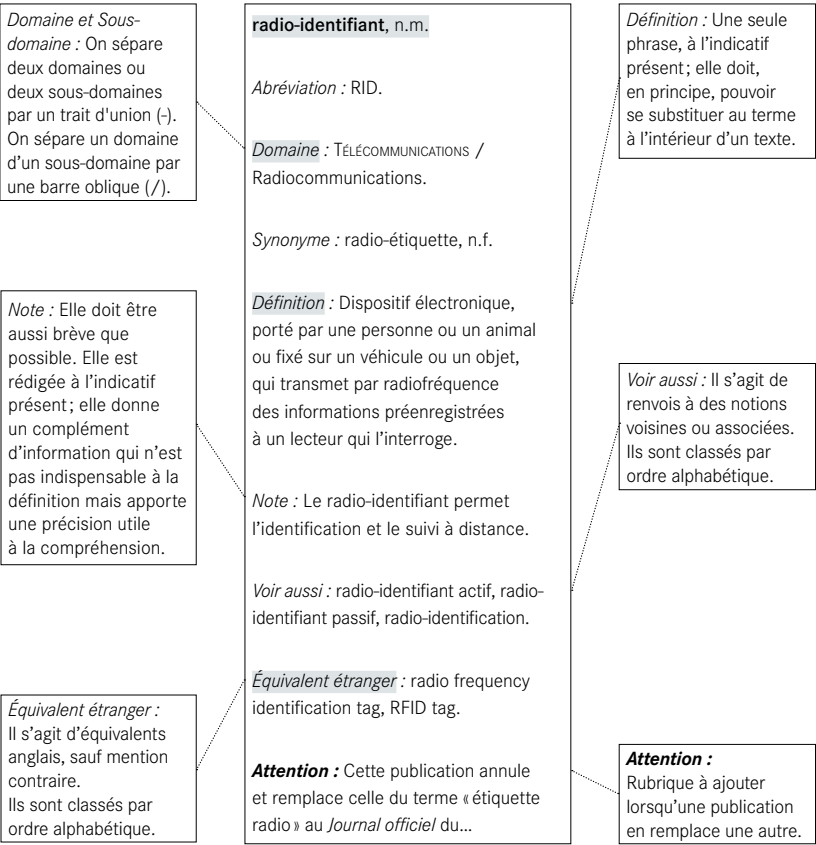 Domaine et Sous-
domaine : On sépare
deux domaines ou
deux sous-domaines
par un trait d'union (-).
On sépare un domaine
d’un sous-domaine par
une barre oblique (/).
Note : Elle doit être
aussi brève que
possible. Elle est
rédigée à l’indicatif
présent ; elle donne
un complément
d’information qui n’est
pas indispensable à la
définition mais apporte
une précision utile
à la compréhension.
Équivalent étranger :
Il s’agit d’équivalents
anglais, sauf mention
contraire.
Ils sont classés par
ordre alphabétique.
radio-identifiant, n.m.
Abréviation : RID.
Domaine : TÉLÉCOMMUNICATIONS /
Radiocommunications.
Synonyme : radio-étiquette, n.f.
Définition : Dispositif électronique,
porté par une personne ou un animal
ou fixé sur un véhicule ou un objet,
qui transmet par radiofréquence
des informations préenregistrées
à un lecteur qui l’interroge.
Note : Le radio-identifiant permet
l’identification et le suivi à distance.
Voir aussi : radio-identifiant actif, radio-
identifiant passif, radio-identification.
Équivalent étranger : radio frequency
identification tag, RFID tag.
Attention : Cette publication annule
et remplace celle du terme « étiquette
radio » au Journal officiel du...
Définition : Une seule
phrase, à l’indicatif
présent ; elle doit,
en principe, pouvoir
se substituer au terme
à l’intérieur d’un texte.
Voir aussi : Il s’agit de
renvois à des notions
voisines ou associées.
Ils sont classés par
ordre alphabétique.
Attention :
Rubrique à ajouter
lorsqu’une publication
en remplace une autre.